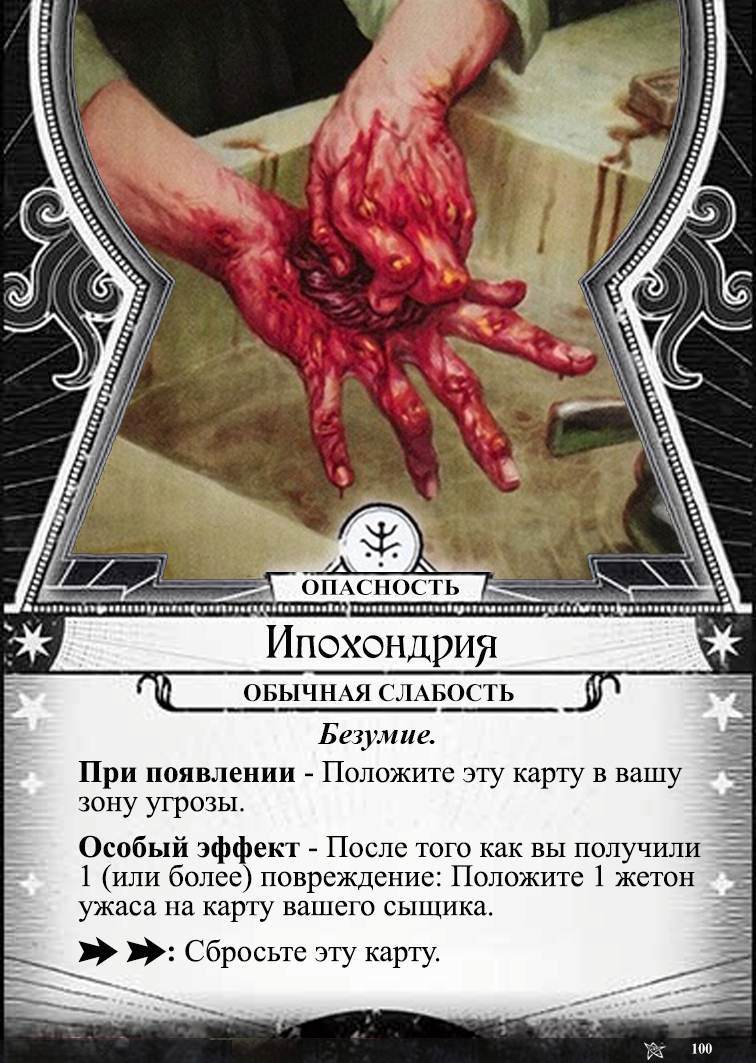 ОПАСНОСТЬ
Ипохондрия
ОБЫЧНАЯ СЛАБОСТЬ
Безумие.
При появлении - Положите эту карту в вашу
зону угрозы.
Особый эффект - После того как вы получили
1 (или более) повреждение: Положите 1 жетон
ужаса на карту вашего сыщика.
: Сбросьте эту карту.
100